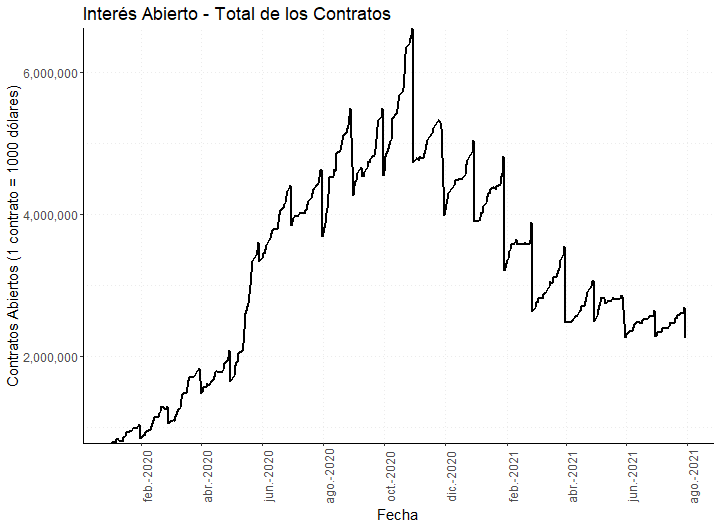 Interés Abierto - Total de los Contratos
Contratos Abiertos (1 contrato = 1000 dólares)
6,000,000
4,000,000
2,000,000
feb.-2020
abr.-2020
jun.-2020
ago.-2020
oct.-2020
dic.-2020
feb.-2021
abr.-2021
jun.-2021
ago.-2021
Fecha